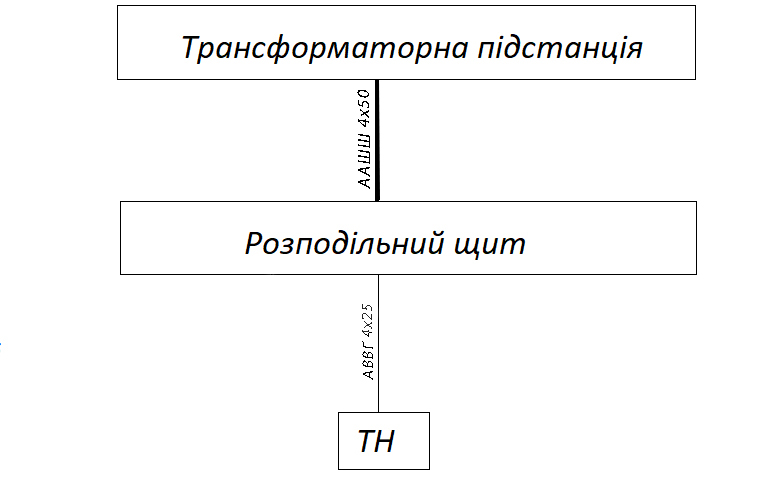 Трансформаторна підстанція
ААШШ 4х50
Розподільний щит
АВВГ 4х25
ТН